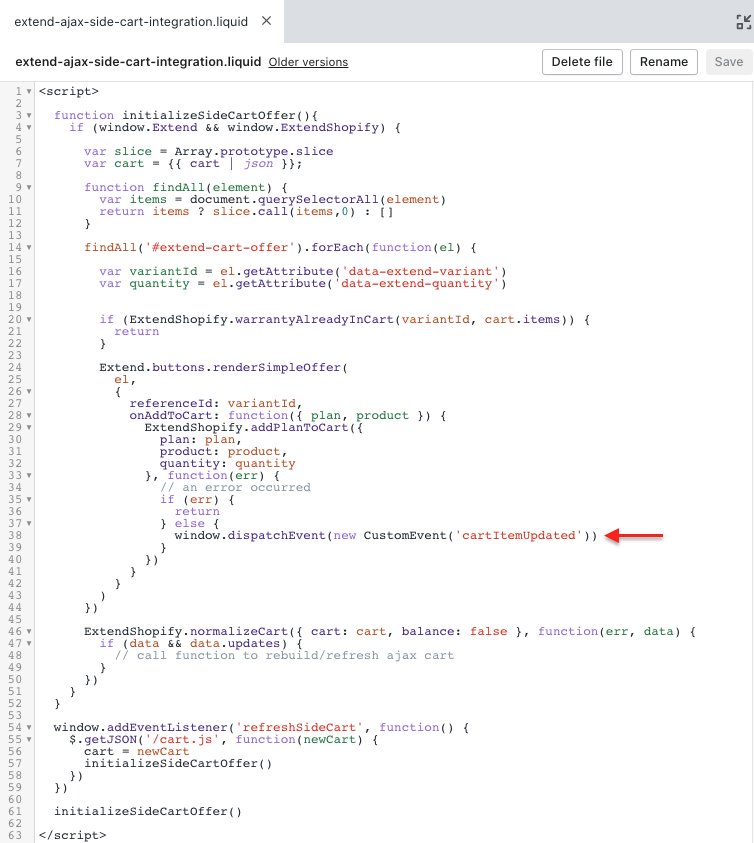 extend-ajax-side-cart-integration.liquid ×
extend-ajax-side-cart-integration.liquid Older versions Delete file Rename Save
1 <script>
2
3 function initializeSideCartOffer(){
4 if (window.Extend && window.ExtendShopify) {
5
6 var slice = Array.prototype.slice
7 var cart = {{ cart | json }};
8
9 function findAll(element) {
10 var items = document.querySelectorAll(element)
11 return items ? slice.call(items,0) : []
12 }
13
14 findAll('#extend-cart-offer').forEach(function(el) {
15
16 var variantId = el.getAttribute('data-extend-variant')
17 var quantity = el.getAttribute('data-extend-quantity')
18
19
20 if (ExtendShopify.warrantyAlreadyInCart(variantId, cart.items)) {
21 return
22 }
23
24 Extend.buttons.renderSimpleOffer(
25 el,
26 {
27 referenceId: variantId,
28 onAddToCart: function({ plan, product }) {
29 ExtendShopify.addPlanToCart({
30 plan: plan,
31 product: product,
32 quantity: quantity
33 }, function(err) {
34 // an error occurred
35 if (err) {
36 return
37 } else {
38 window.dispatchEvent(new CustomEvent('cartItemUpdated'))
39 }
40 })
41 }
42 }
43 )
44 })
45
46 ExtendShopify.normalizeCart({ cart: cart, balance: false }, function(err, data) {
47 if (data && data.updates) {
48 // call function to rebuild/refresh ajax cart
49 }
50 })
51 }
52 }
53
54 window.addEventListener('refreshSideCart', function() {
55 $.getJSON('/cart.js', function(newCart) {
56 cart = newCart
57 initializeSideCartOffer()
58 })
59 })
60
61 initializeSideCartOffer()
62
63 </script>